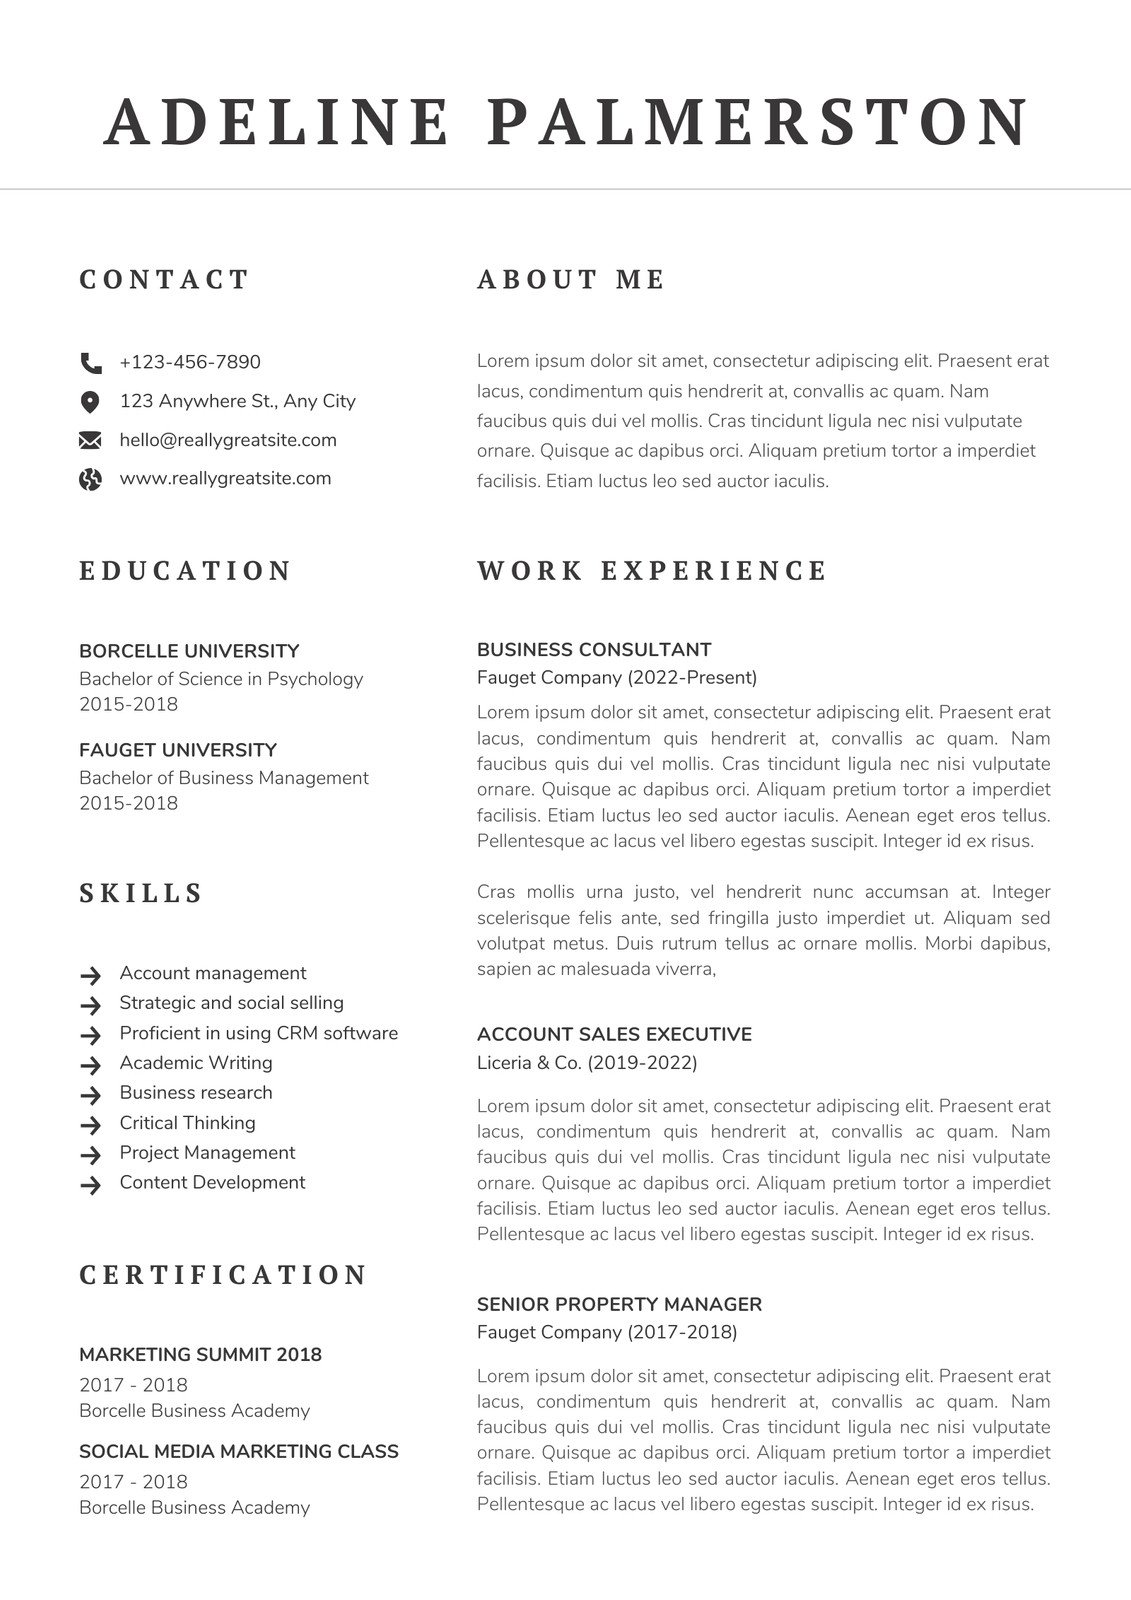 ADELINE PALMERSTON
CONTACT
+123-456-7890
123 Anywhere St., Any City
hello@reallygreatsite.com
www.reallygreatsite.com
EDUCATION
BORCELLE UNIVERSITY
Bachelor of Science in Psychology
2015-2018
FAUGET UNIVERSITY
Bachelor of Business Management
2015-2018
SKILLS
Account management
Strategic and social selling
Proficient in using CRM software
Academic Writing
Business research
Critical Thinking
Project Management
Content Development
CERTIFICATION
MARKETING SUMMIT 2018
2017 - 2018
Borcelle Business Academy
SOCIAL MEDIA MARKETING CLASS
2017 - 2018
Borcelle Business Academy
ABOUT ME
Lorem ipsum dolor sit amet, consectetur adipiscing elit. Praesent erat
lacus, condimentum quis hendrerit at, convallis ac quam. Nam
faucibus quis dui vel mollis. Cras tincidunt ligula nec nisi vulputate
ornare. Quisque ac dapibus orci. Aliquam pretium tortor a imperdiet
facilisis. Etiam luctus leo sed auctor iaculis.
WORK EXPERIENCE
BUSINESS CONSULTANT
Fauget Company (2022-Present)
Lorem ipsum dolor sit amet, consectetur adipiscing elit. Praesent erat
lacus, condimentum quis hendrerit at, convallis ac quam. Nam
faucibus quis dui vel mollis. Cras tincidunt ligula nec nisi vulputate
ornare. Quisque ac dapibus orci. Aliquam pretium tortor a imperdiet
facilisis. Etiam luctus leo sed auctor iaculis. Aenean eget eros tellus.
Pellentesque ac lacus vel libero egestas suscipit. Integer id ex risus.
Cras mollis urna justo, vel hendrerit nunc accumsan at. Integer
scelerisque felis ante, sed fringilla justo imperdiet ut. Aliquam sed
volutpat metus. Duis rutrum tellus ac ornare mollis. Morbi dapibus,
sapien ac malesuada viverra,
ACCOUNT SALES EXECUTIVE
Liceria & Co. (2019-2022)
Lorem ipsum dolor sit amet, consectetur adipiscing elit. Praesent erat
lacus, condimentum quis hendrerit at, convallis ac quam. Nam
faucibus quis dui vel mollis. Cras tincidunt ligula nec nisi vulputate
ornare. Quisque ac dapibus orci. Aliquam pretium tortor a imperdiet
facilisis. Etiam luctus leo sed auctor iaculis. Aenean eget eros tellus.
Pellentesque ac lacus vel libero egestas suscipit. Integer id ex risus.
SENIOR PROPERTY MANAGER
Fauget Company (2017-2018)
Lorem ipsum dolor sit amet, consectetur adipiscing elit. Praesent erat
lacus, condimentum quis hendrerit at, convallis ac quam. Nam
faucibus quis dui vel mollis. Cras tincidunt ligula nec nisi vulputate
ornare. Quisque ac dapibus orci. Aliquam pretium tortor a imperdiet
facilisis. Etiam luctus leo sed auctor iaculis. Aenean eget eros tellus.
Pellentesque ac lacus vel libero egestas suscipit. Integer id ex risus.